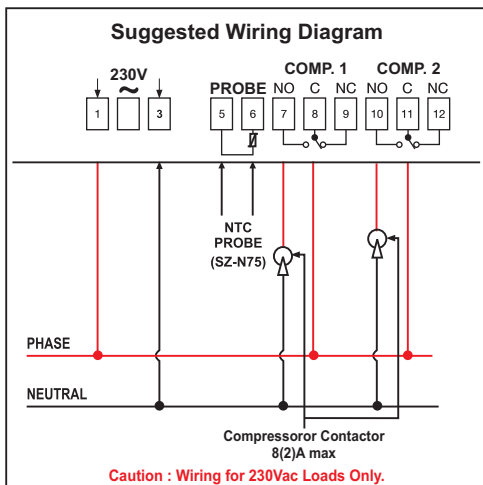 Suggested Wiring Diagram
230V
~
PROBE
COMP. 1
NO C NC
COMP. 2
NO C NC
1 3 5 6 7 8 9 10 11 12
NTC
PROBE
(SZ-N75)
PHASE
NEUTRAL
Compressoror Contactor
8(2)A max
Caution : Wiring for 230Vac Loads Only.